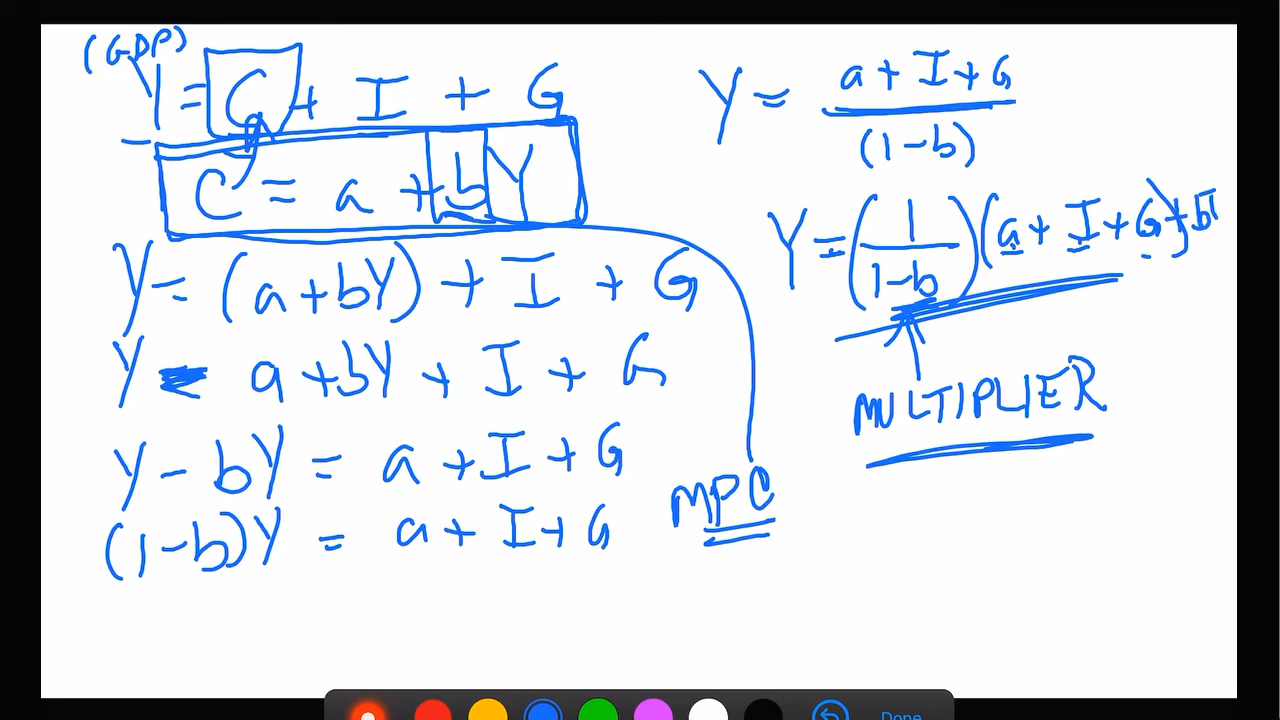 (GDP)
Y = C + I + G
C = a + bY
Y = (a + bY) + I + G
Y = a + bY + I + G
Y - bY = a + I + G
(1-b)Y = a + I + G
MPC
Y = a + I + G
(1-b)
Y = (1/1-b) (a + I + G)
MULTIPLIER
Done